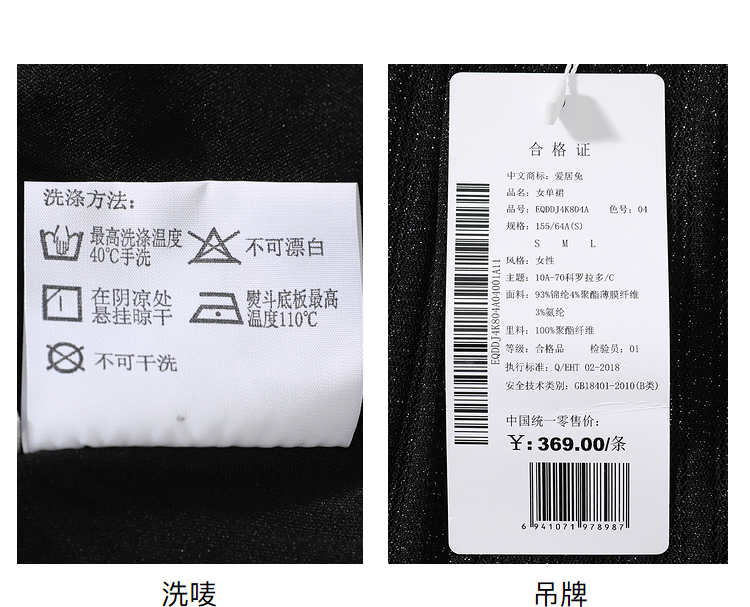 洗涤方法：
最高洗涤温度
40℃手洗
不可漂白
在阴凉处
悬挂晾干
熨斗底板最高
温度110℃
不可干洗
洗唛
合格证
中文商标：爱居兔
品名：女单裙
品号：EQDDJ4K804A 色号：04
规格：155/64A(S)
S M L
风格：女性
主题：10A-70科罗拉多/C
面料：93%锦纶4%聚酯薄膜纤维
3%氨纶
里料：100%聚酯纤维
等级：合格品 检验员：01
执行标准：Q/EHT 02-2018
安全技术类别：GB18401-2010(B类)
EQDDJ4K804A04001A11
中国统一零售价：
¥:369.00/条
6 941071 978987
吊牌